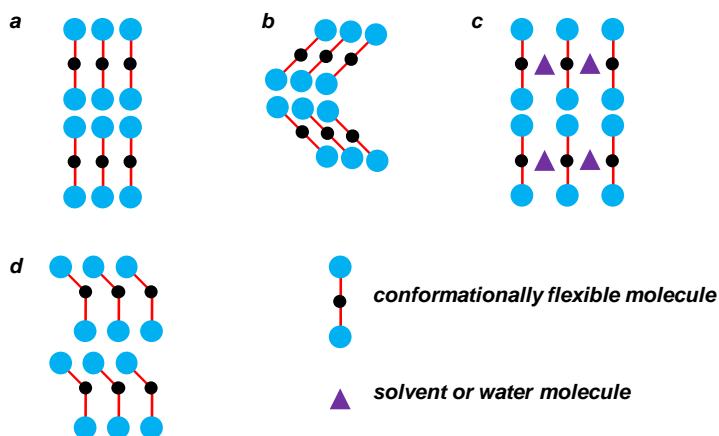 a
b
c
d
conformationally flexible molecule
solvent or water molecule